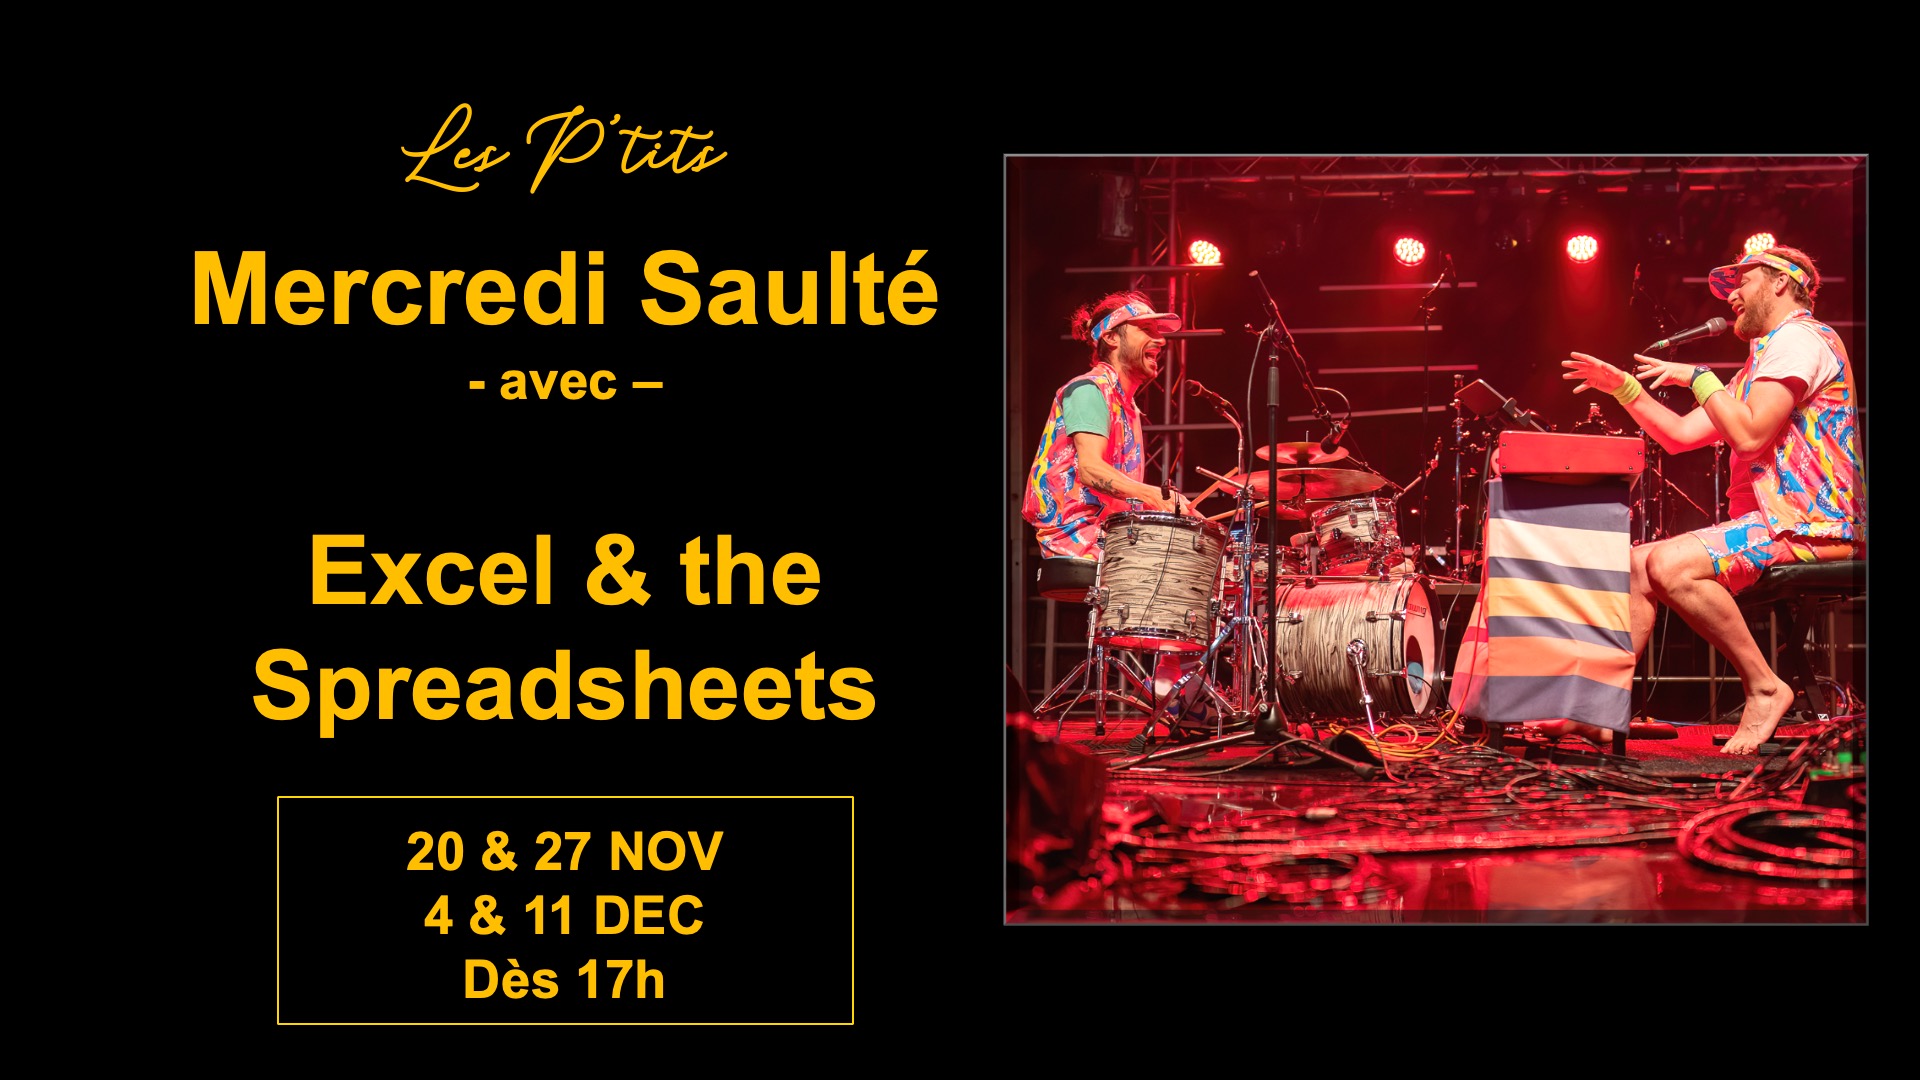 Les P'tits
Mercredi Saulté
- avec –
Excel & the
Spreadsheets
20 & 27 NOV
4 & 11 DEC
Dès 17h